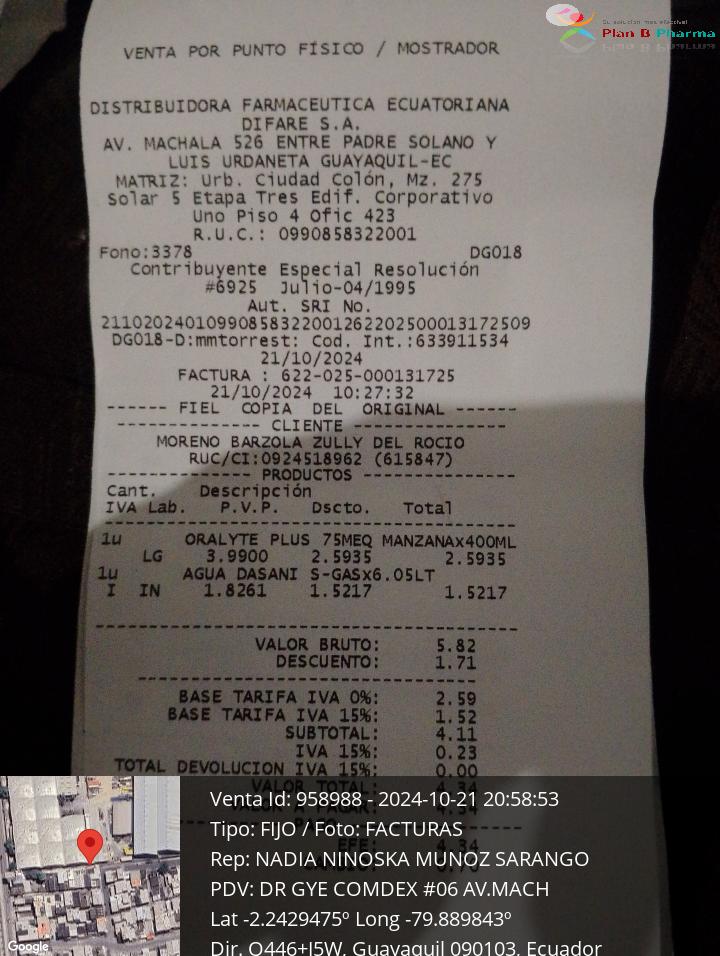 Su solución más efectiva!
Plan B Pharma
VENTA POR PUNTO FÍSICO / MOSTRADOR
DISTRIBUIDORA FARMACEUTICA ECUATORIANA
DIFARE S.A.
AV. MACHALA 526 ENTRE PADRE SOLANO Y
LUIS URDANETA GUAYAQUIL-EC
MATRIZ: Urb. Ciudad Colón, Mz. 275
Solar 5 Etapa Tres Edif. Corporativo
Uno Piso 4 Ofic 423
R.U.C.: 0990858322001
Fono:3378 DG018
Contribuyente Especial Resolución
#6925 Julio-04/1995
Aut. SRI No.
2110202401099085832200126220250001317250​9
DG018-D:mmtorrest: Cod. Int.:633911534
21/10/2024
FACTURA : 622-025-000131725
21/10/2024 10:27:32
------ FIEL COPIA DEL ORIGINAL ------
--------------- CLIENTE ---------------
MORENO BARZOLA ZULLY DEL ROCIO
RUC/CI:0924518962 (615847)
-------------- PRODUCTOS --------------
Cant. Descripción
IVA Lab. P.V.P. Dscto. Total
1u ORALYTE PLUS 75MEQ MANZANAx400ML
LG 3.9900 2.5935 2.5935
1u AGUA DASANI S-GASx6.05LT
I IN 1.8261 1.5217 1.5217
VALOR BRUTO: 5.82
DESCUENTO: 1.71
BASE TARIFA IVA 0%: 2.59
BASE TARIFA IVA 15%: 1.52
SUBTOTAL: 4.11
IVA 15%: 0.23
TOTAL DEVOLUCION IVA 15%: 0.00
VALOR TOTAL: 4.34
Venta Id: 958988 - 2024-10-21 20:58:53
Tipo: FIJO / Foto: FACTURAS
Rep: NADIA NINOSKA MUNOZ SARANGO
PDV: DR GYE COMDEX #06 AV.MACH
Lat -2.2429475º Long -79.889843º
Dir. Q446+J5W, Guayaquil 090103, Ecuador
Google